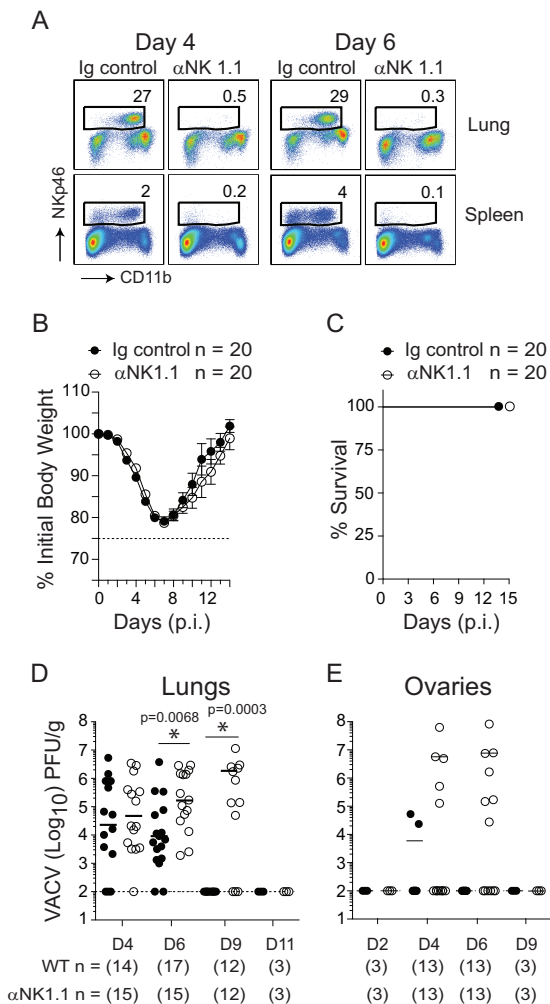 A
Day 4 Day 6
Ig control αNK 1.1 Ig control αNK 1.1
27 0.5 29 0.3
Lung
2 0.2 4 0.1
Spleen
NKp46
CD11b
B
Ig control n = 20
αNK1.1 n = 20
% Initial Body Weight
110
100
90
80
70
0 4 8 12
Days (p.i.)
C
Ig control n = 20
αNK1.1 n = 20
% Survival
100
75
50
25
0
0 3 6 9 12 15
Days (p.i.)
D
Lungs
p=0.0068 p=0.0003
* *
VACV (Log10) PFU/g
8
7
6
5
4
3
2
1
D4 D6 D9 D11
WT n = (14) (17) (12) (3)
αNK1.1 n = (15) (15) (12) (3)
E
Ovaries
8
7
6
5
4
3
2
1
D2 D4 D6 D9
(3) (13) (13) (3)
(3) (13) (13) (3)